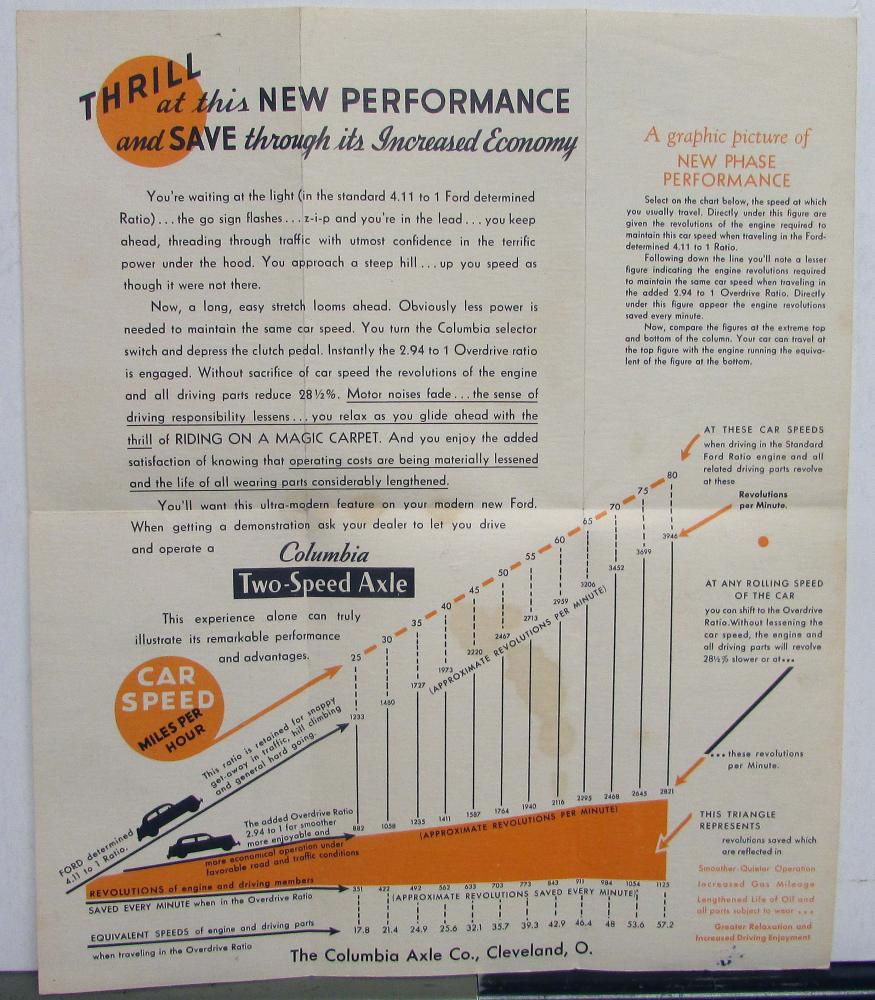 THRILL
at this NEW PERFORMANCE
and SAVE through its Increased Economy
You're waiting at the light (in the standard 4.11 to 1 Ford determined
Ratio) . . . the go sign flashes . . . z-i-p and you're in the lead . . . you keep
ahead, threading through traffic with utmost confidence in the terrific
power under the hood. You approach a steep hill . . . up you speed as
though it were not there.
Now, a long, easy stretch looms ahead. Obviously less power is
needed to maintain the same car speed. You turn the Columbia selector
switch and depress the clutch pedal. Instantly the 2.94 to 1 Overdrive ratio
is engaged. Without sacrifice of car speed the revolutions of the engine
and all driving parts reduce 28½%. Motor noises fade . . . the sense of
driving responsibility lessens . . . you relax as you glide ahead with the
thrill of RIDING ON A MAGIC CARPET. And you enjoy the added
satisfaction of knowing that operating costs are being materially lessened
and the life of all wearing parts considerably lengthened.
You'll want this ultra-modern feature on your modern new Ford.
When getting a demonstration ask your dealer to let you drive
and operate a
Columbia
Two-Speed Axle
This experience alone can truly
illustrate its remarkable performance
and advantages.
A graphic picture of
NEW PHASE
PERFORMANCE
Select on the chart below, the speed at which
you usually travel. Directly under this figure are
given the revolutions of the engine required to
maintain this car speed when traveling in the Ford-
determined 4.11 to 1 Ratio.
Following down the line you'll note a lesser
figure indicating the engine revolutions required
to maintain the same car speed when traveling in
the added 2.94 to 1 Overdrive Ratio. Directly
under this figure appear the engine revolutions
saved every minute.
Now, compare the figures at the extreme top
and bottom of the column. Your car can travel at
the top figure with the engine running the equiva-
lent of the figure at the bottom.
AT THESE CAR SPEEDS
when driving in the Standard
Ford Ratio engine and all
related driving parts revolve
at these
Revolutions
per Minute.
AT ANY ROLLING SPEED
OF THE CAR
you can shift to the Overdrive
Ratio. Without lessening the
car speed, the engine and
all driving parts will revolve
28½% slower or at . . .
. . . these revolutions
per Minute.
THIS TRIANGLE
REPRESENTS
revolutions saved which
are reflected in
Smoother-Quieter Operation
Increased Gas Mileage
Lengthened Life of Oil and
all parts subject to wear . . .
Greater Relaxation and
Increased Driving Enjoyment
CAR
SPEED
MILES PER
HOUR
25 30 35 40 45 50 55 60 65 70 75 80
1233 1480 1727 1973 2220 2467 2713 2959 3206 3452 3699 3946
(APPROXIMATE REVOLUTIONS PER MINUTE)
This ratio is retained for snappy
get-away in traffic, hill climbing
and general hard going.
FORD determined
4.11 to 1 Ratio.
The added Overdrive Ratio
2.94 to 1 for smoother
more enjoyable and
more economical operation under
favorable road and traffic conditions
882 1058 1235 1411 1587 1764 1940 2116 2295 2468 2645 2821
(APPROXIMATE REVOLUTIONS PER MINUTE)
REVOLUTIONS of engine and driving members
SAVED EVERY MINUTE when in the Overdrive Ratio
351 422 492 562 633 703 773 843 911 984 1054 1125
(APPROXIMATE REVOLUTIONS SAVED EVERY MINUTE)
EQUIVALENT SPEEDS of engine and driving parts
when traveling in the Overdrive Ratio
17.8 21.4 24.9 25.6 32.1 35.7 39.3 42.9 46.4 48 53.6 57.2
The Columbia Axle Co., Cleveland, O.